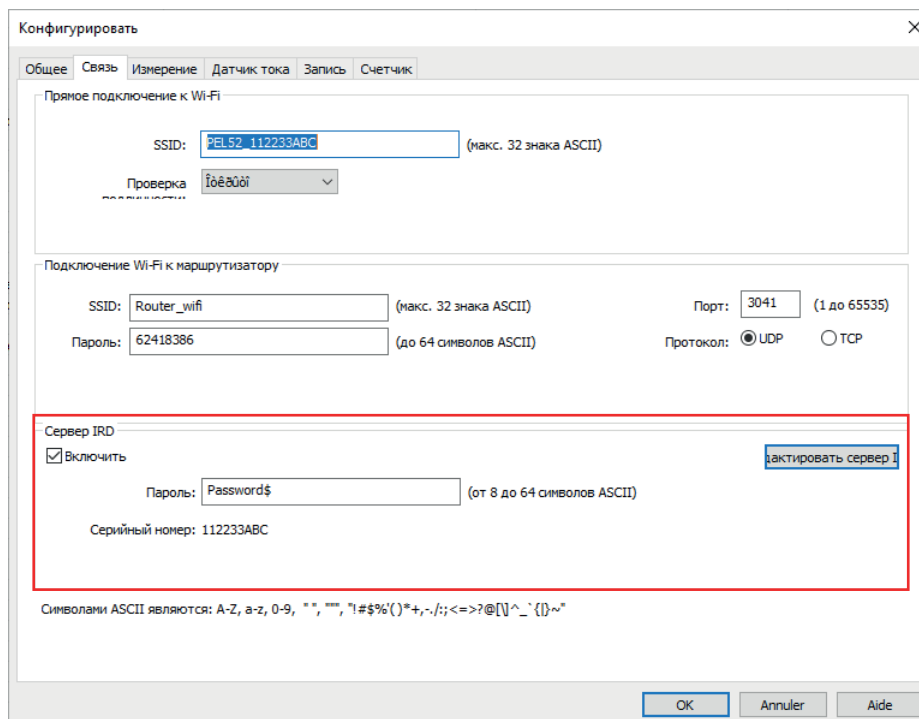 Конфигурировать
Общее Связь Измерение Датчик тока Запись Счетчик
Прямое подключение к Wi-Fi
SSID: PEL52_112233ABC (макс. 32 знака ASCII)
Проверка Îòêðûòî
Подключение Wi-Fi к маршрутизатору
SSID: Router_wifi (макс. 32 знака ASCII) Порт: 3041 (1 до 65535)
Пароль: 62418386 (до 64 символов ASCII) Протокол: UDP TCP
Сервер IRD
Включить дактировать сервер I
Пароль: Password$ (от 8 до 64 символов ASCII)
Серийный номер: 112233ABC
Символами ASCII являются: A-Z, a-z, 0-9, " ", """, "!#$%'()*+,-./:;<=>?@[\]^_`{|}~"
OK Annuler Aide